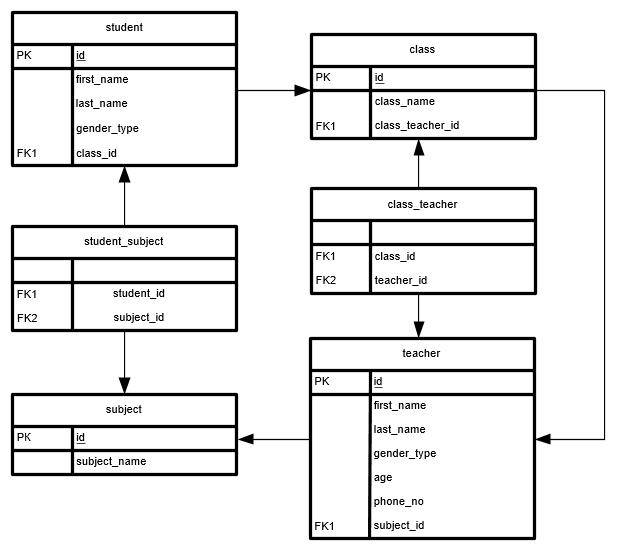 student
PK id
first_name
last_name
gender_type
FK1 class_id
class
PK id
class_name
FK1 class_teacher_id
class_teacher
FK1 class_id
FK2 teacher_id
student_subject
FK1 student_id
FK2 subject_id
teacher
PK id
first_name
last_name
gender_type
age
phone_no
FK1 subject_id
subject
PK id
subject_name